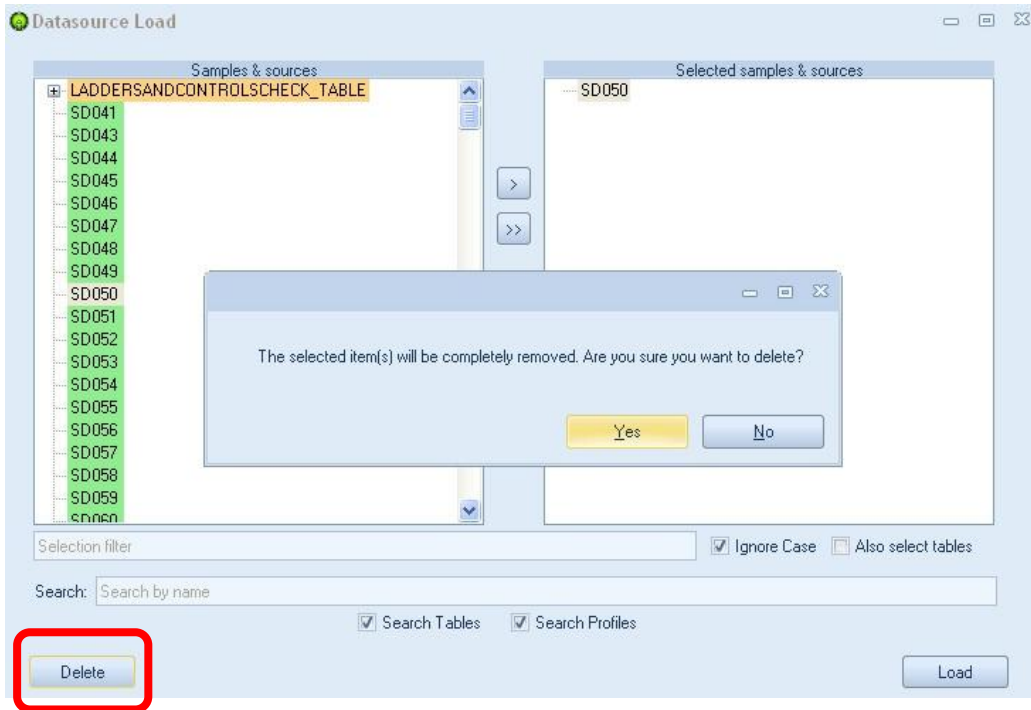 Datasource Load
Samples & sources
LADDERSANDCONTROLSCHECK_TABLE
SD041
SD043
SD044
SD045
SD046
SD047
SD048
SD049
SD050
SD051
SD052
SD053
SD054
SD055
SD056
SD057
SD058
SD059
SD060
>
>>
Selected samples & sources
SD050
The selected item(s) will be completely removed. Are you sure you want to delete?
Yes No
Selection filter Ignore Case Also select tables
Search: Search by name
Search Tables Search Profiles
Delete Load